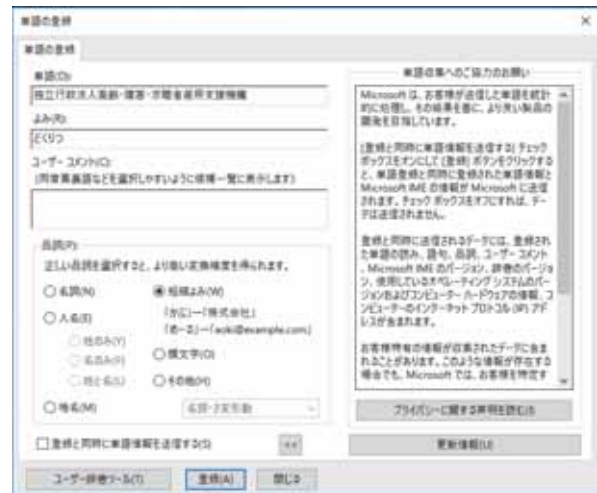 単語の登録
単語の登録
単語(D):
独立行政法人高齢・障害・求職者雇用支援機構
よみ(R):
どくりつ
ユーザー コメント(C):
(同音異義語などを選択しやすいように候補一覧に表示します)
品詞(P):
正しい品詞を選択すると、より高い変換精度を得られます。
名詞(N)
短縮よみ(W)
人名(E)
「かぶ」→「株式会社」
「めーる」→「aoki@example.com」
姓のみ(Y)
名のみ(F)
顔文字(O)
姓と名(L)
その他(H)
地名(M)
名詞・さ変形動
登録と同時に単語情報を送信する(S)
<<
ユーザー辞書ツール(T)
登録(A)
閉じる
単語収集へのご協力のお願い
Microsoft は、お客様が送信した単語を統計
的に処理し、その結果を基に、より良い製品の
開発を目指しています。
[登録と同時に単語情報を送信する] チェック
ボックスをオンにして [登録] ボタンをクリックする
と、単語登録と同時に登録された単語情報と
Microsoft IME の情報が Microsoft に送信
されます。チェック ボックスをオフにすれば、デー
タは送信されません。
登録と同時に送信されるデータには、登録され
た単語の読み、語句、品詞、ユーザー コメント
、Microsoft IME のバージョン、辞書のバージョ
ン、使用しているオペレーティング システムのバー
ジョンおよびコンピューター ハードウェアの情報、コ
ンピューターのインターネット プロトコル (IP) アド
レスが含まれます。
お客様特有の情報が収集されたデータに含ま
れることがあります。このような情報が存在する
場合でも、Microsoft では、お客様を特定す
プライバシーに関する声明を読む(I)
更新情報(U)